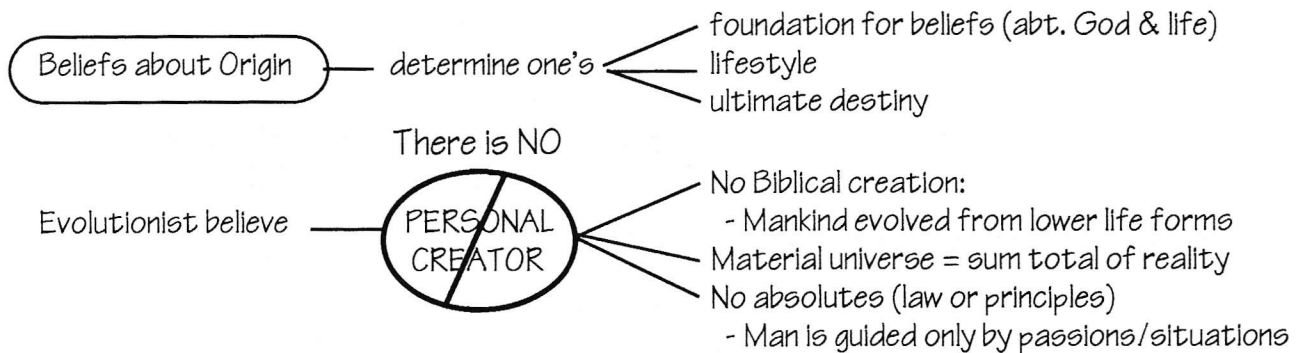 foundation for beliefs (abt. God & life)
Beliefs about Origin determine one's lifestyle
ultimate destiny
There is NO
No Biblical creation:
Evolutionist believe PERSONAL - Mankind evolved from lower life forms
CREATOR Material universe = sum total of reality
No absolutes (law or principles)
- Man is guided only by passions/situations